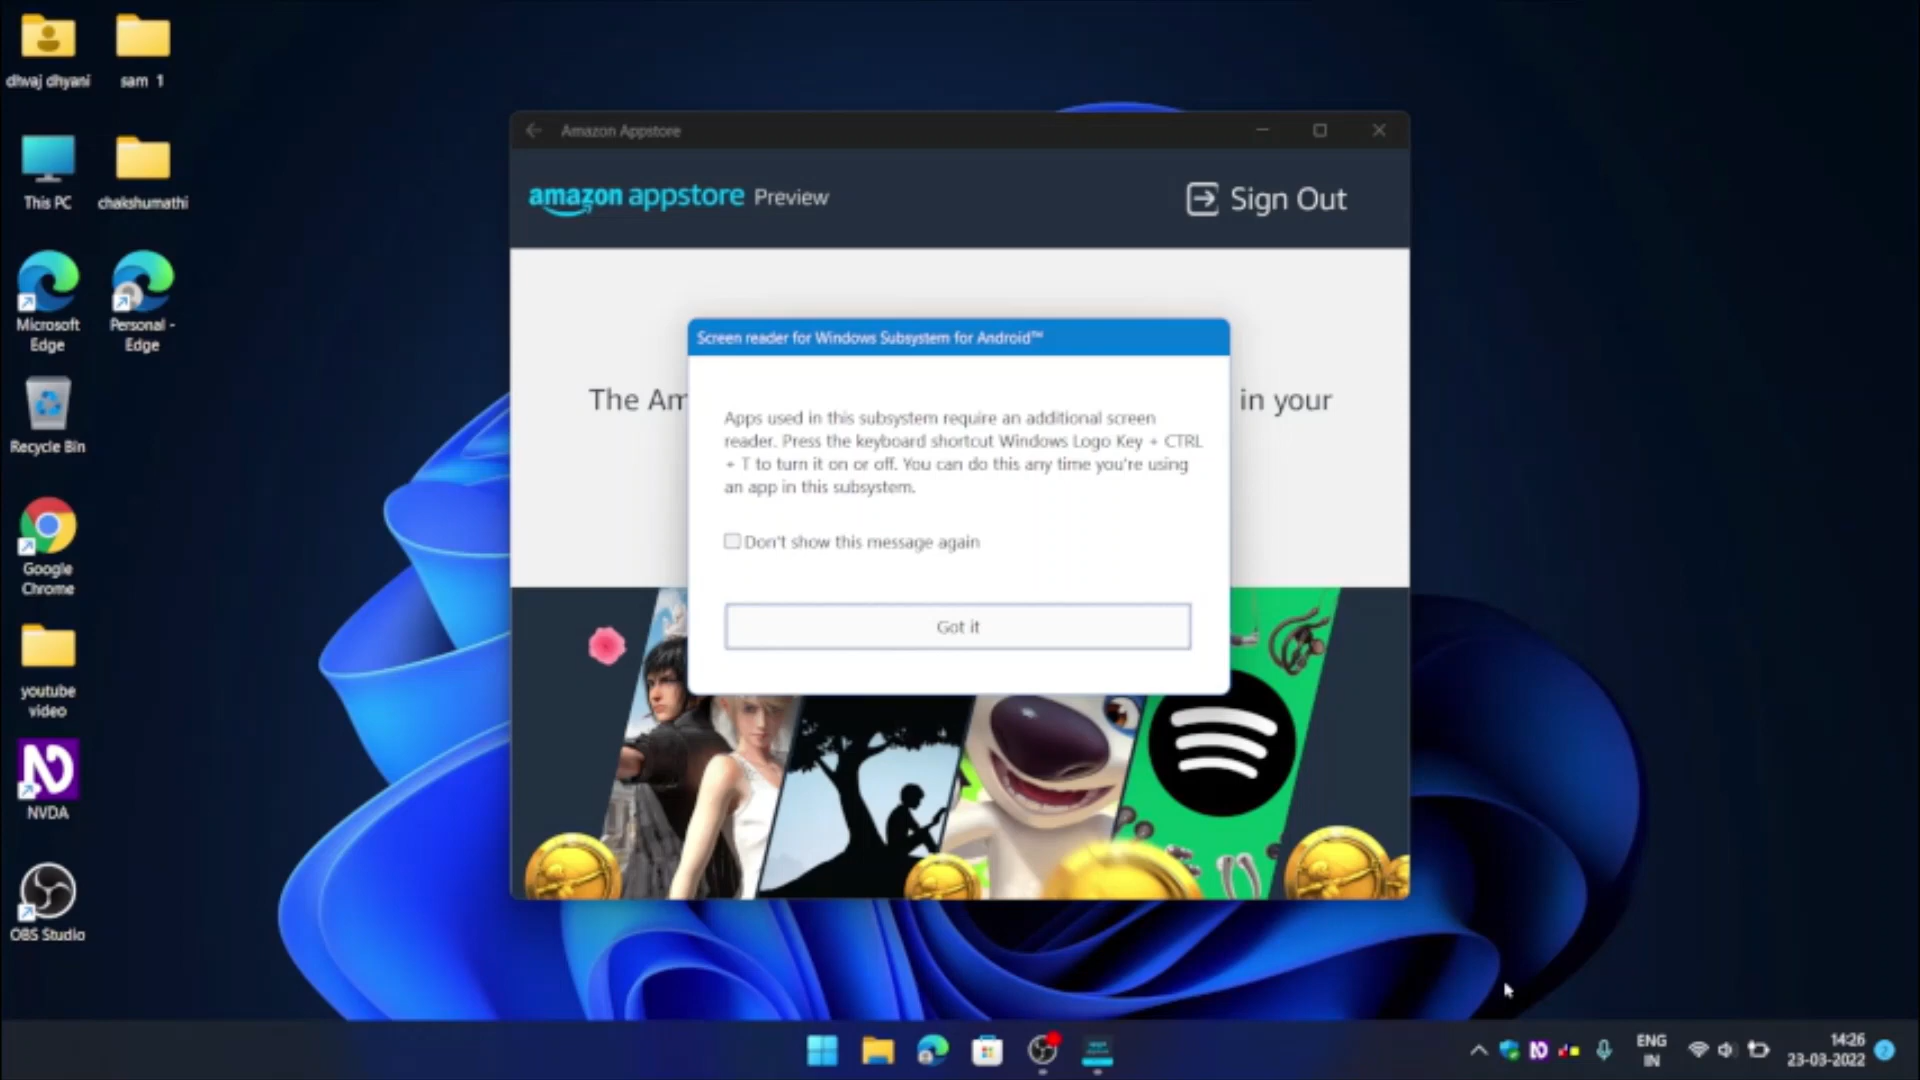 dhvaj dhyani
sam 1
This PC
chakshumathi
Microsoft
Edge
Personal -
Edge
Recycle Bin
Google
Chrome
youtube
video
NVDA
OBS Studio
Amazon Appstore
amazon appstore Preview
Sign Out
The Am
in your
Screen reader for Windows Subsystem for Android™
Apps used in this subsystem require an additional screen
reader. Press the keyboard shortcut Windows Logo Key + CTRL
+ T to turn it on or off. You can do this any time you're using
an app in this subsystem.
Don't show this message again
Got it
ENG
IN
14:26
23-03-2022
2